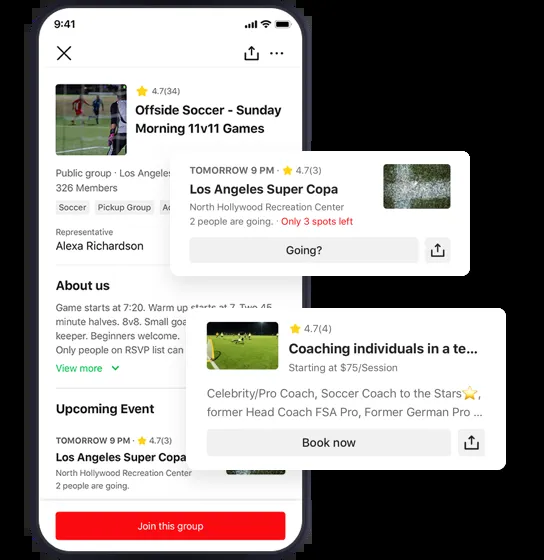 9:41
4.7(34)
Offside Soccer - Sunday
Morning 11v11 Games
Public group · Los Angeles
326 Members
Soccer
Pickup Group
Representative
Alexa Richardson
TOMORROW 9 PM · ⭐ 4.7(3)
Los Angeles Super Copa
North Hollywood Recreation Center
2 people are going. · Only 3 spots left
Going?
About us
Game starts at 7:20. Warm up starts at 7. Two 45
minute halves. 8v8. Small goa
keeper. Beginners welcome.
Only people on RSVP list can
View more
⭐ 4.7(4)
Coaching individuals in a te...
Starting at $75/Session
Celebrity/Pro Coach, Soccer Coach to the Stars⭐,
former Head Coach FSA Pro, Former German Pro ...
Book now
Upcoming Event
TOMORROW 9 PM · ⭐ 4.7(3)
Los Angeles Super Copa
North Hollywood Recreation Center
2 people are going.
Join this group